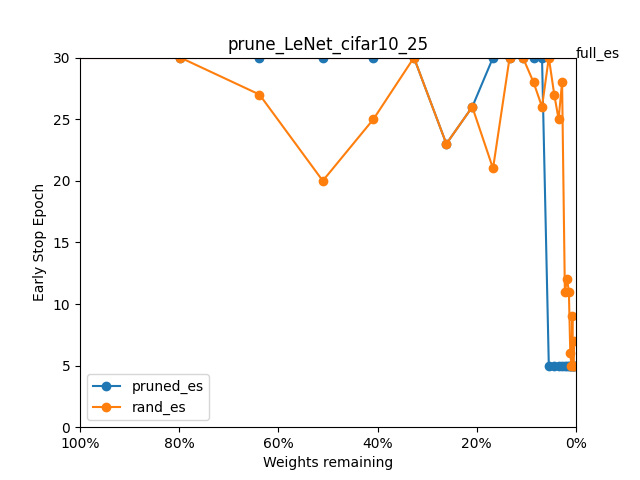 prune_LeNet_cifar10_25
full_es
30
25
20
15
10
5
0
Early Stop Epoch
pruned_es
rand_es
100%
80%
60%
40%
20%
0%
Weights remaining